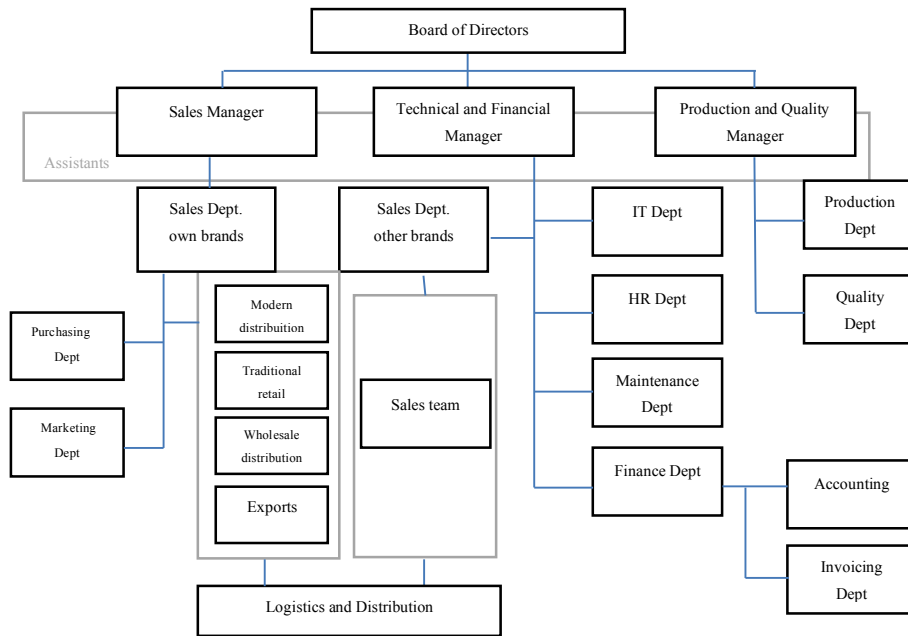 Board of Directors
Sales Manager
Technical and Financial
Manager
Production and Quality
Manager
Assistants
Sales Dept.
own brands
Sales Dept.
other brands
IT Dept
Production
Dept
Modern
distribuition
HR Dept
Quality
Dept
Purchasing
Dept
Traditional
retail
Sales team
Maintenance
Dept
Marketing
Dept
Wholesale
distribution
Finance Dept
Accounting
Exports
Invoicing
Dept
Logistics and Distribution